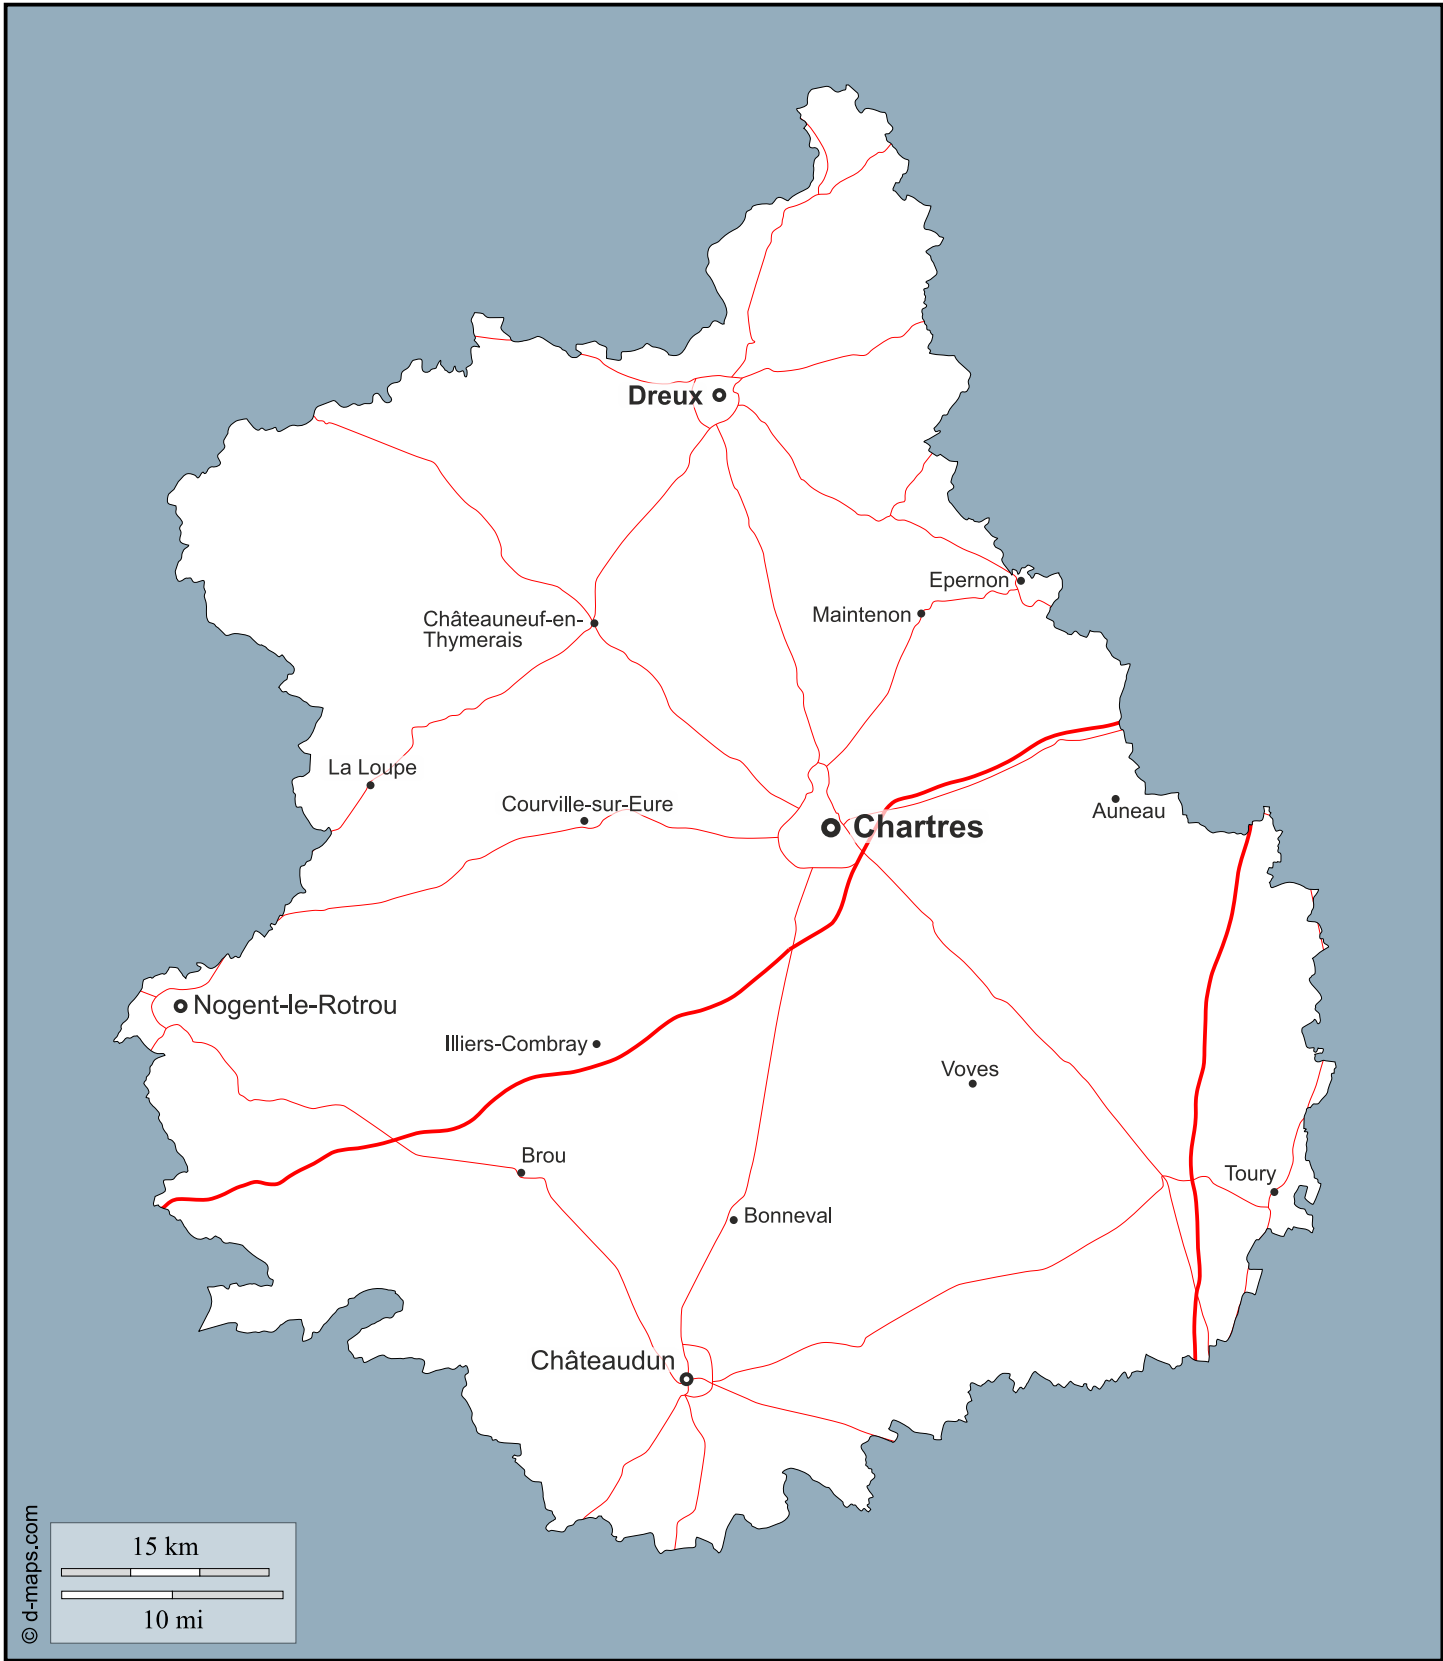 Dreux
Epernon
Maintenon
Châteauneuf-en-
Thymerais
La Loupe
Courville-sur-Eure
Auneau
Chartres
Nogent-le-Rotrou
Illiers-Combray
Voves
Brou
Toury
Bonneval
Châteaudun
15 km
10 mi
© d-maps.com